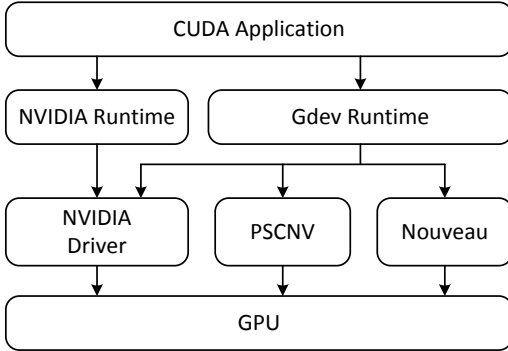 CUDA Application
NVIDIA Runtime
Gdev Runtime
NVIDIA
Driver
PSCNV
Nouveau
GPU